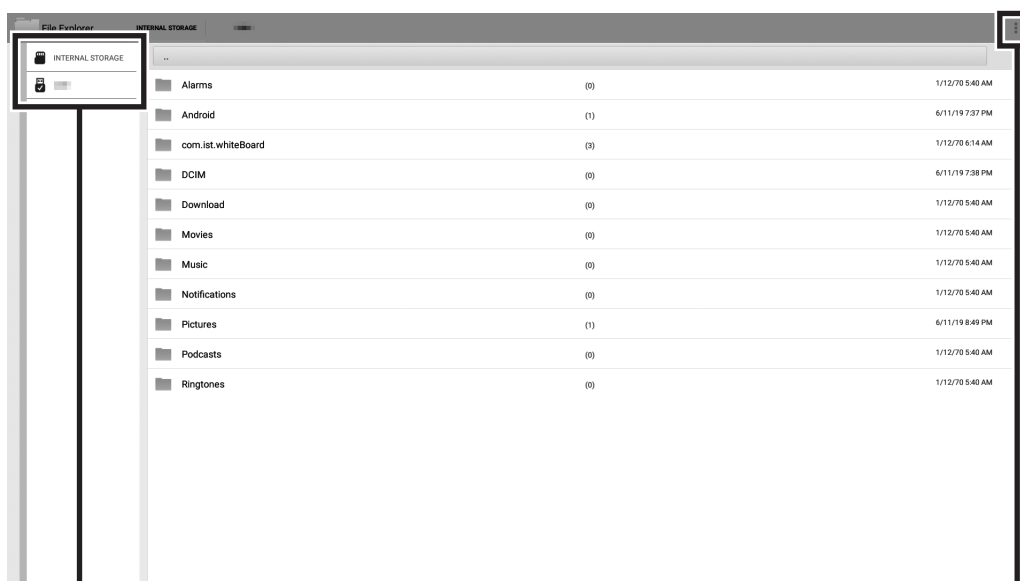 File Explorer INTERNAL STORAGE
INTERNAL STORAGE
..
Alarms (0) 1/12/70 5:40 AM
Android (1) 6/11/19 7:37 PM
com.ist.whiteBoard (3) 1/12/70 6:14 AM
DCIM (0) 6/11/19 7:38 PM
Download (0) 1/12/70 5:40 AM
Movies (0) 1/12/70 5:40 AM
Music (0) 1/12/70 5:40 AM
Notifications (0) 1/12/70 5:40 AM
Pictures (1) 6/11/19 8:49 PM
Podcasts (0) 1/12/70 5:40 AM
Ringtones (0) 1/12/70 5:40 AM